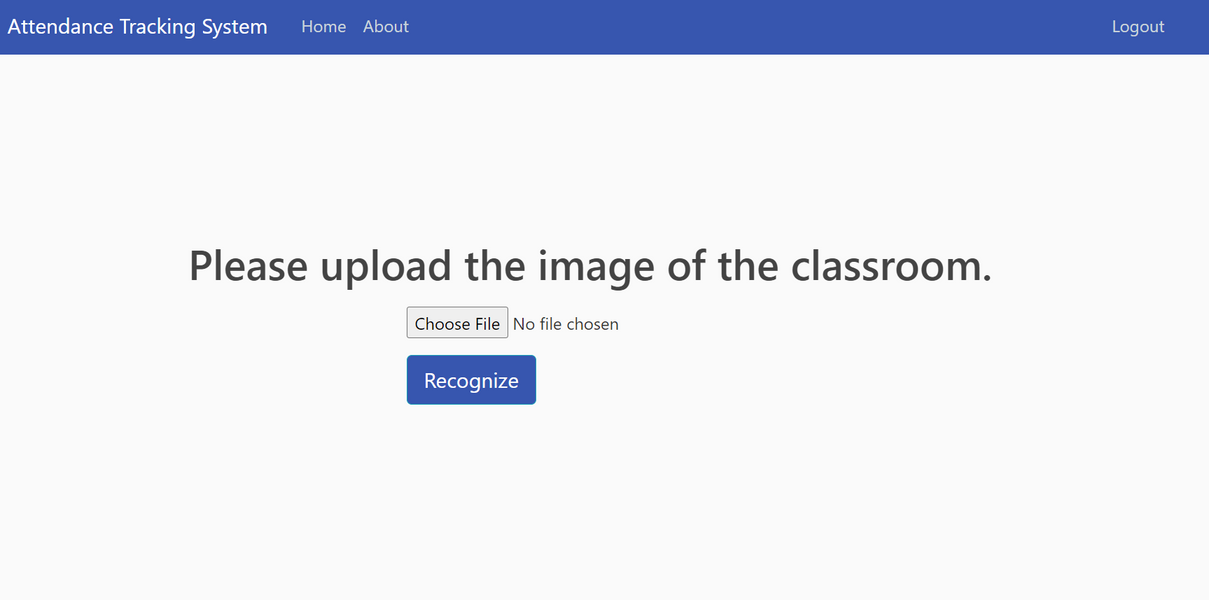 Attendance Tracking System Home About Logout
Please upload the image of the classroom.
Choose File No file chosen
Recognize